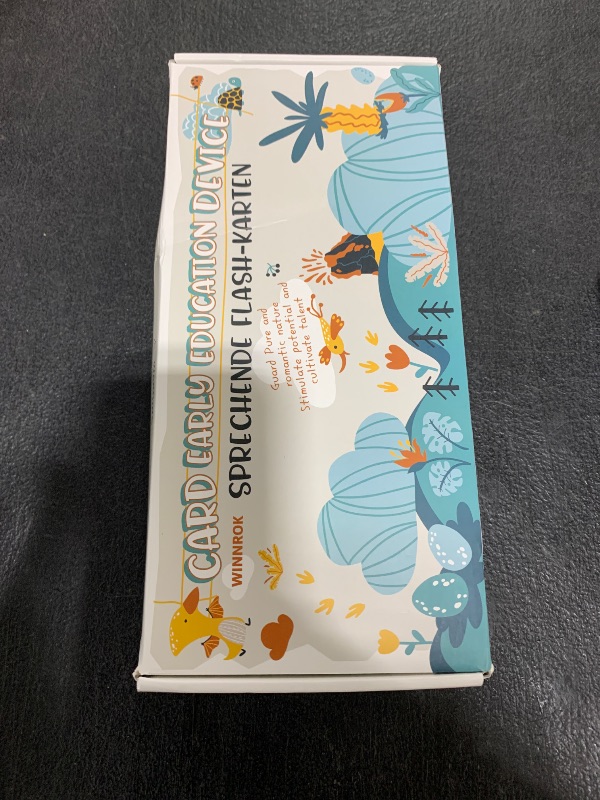 CARD EARLY EDUCATION DEVICE
WINNROK
SPRECHENDE FLASH-KARTEN
Guard Pure and
romantic nature
Stimulate potential and
cultivate talent